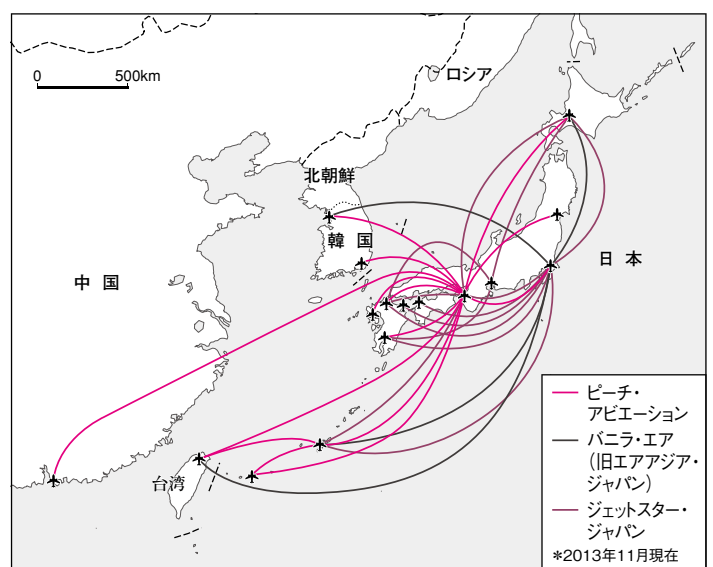 0 500km
ロシア
北朝鮮
韓 国
中 国
日 本
台湾
ピーチ・
アビエーション
バニラ・エア
(旧エアアジア・
ジャパン)
ジェットスター・
ジャパン
*2013年11月現在